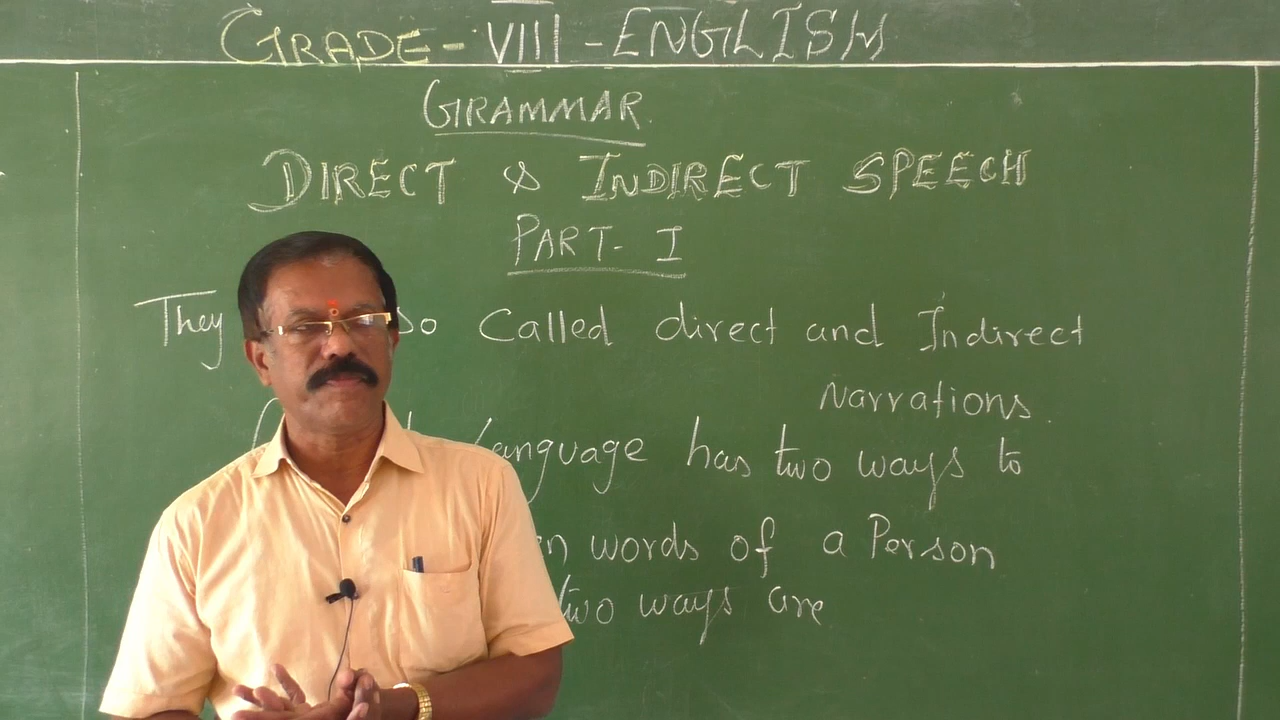 GRADE - VIII - ENGLISH
GRAMMAR
DIRECT & INDIRECT SPEECH
PART - I
They so Called direct and Indirect
Narrations.
Language has two ways to
words of a Person
two ways are